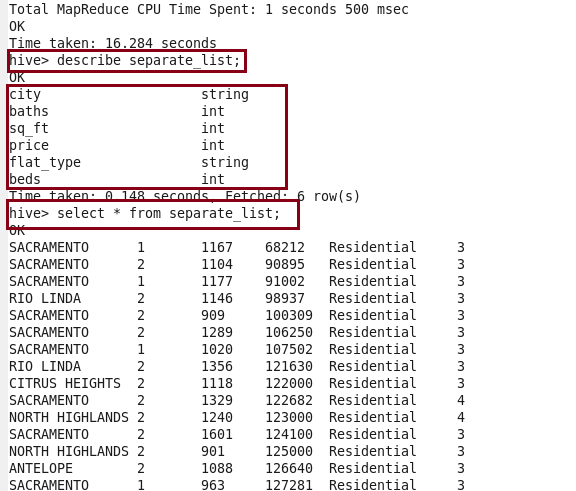 Total MapReduce CPU Time Spent: 1 seconds 500 msec
OK
Time taken: 16.284 seconds
hive> describe separate_list;
OK
city string
baths int
sq_ft int
price int
flat_type string
beds int
Time taken: 0.148 seconds, Fetched: 6 row(s)
hive> select * from separate_list;
OK
SACRAMENTO 1 1167 68212 Residential 3
SACRAMENTO 2 1104 90895 Residential 3
SACRAMENTO 1 1177 91002 Residential 3
RIO LINDA 2 1146 98937 Residential 3
SACRAMENTO 2 909 100309 Residential 3
SACRAMENTO 2 1289 106250 Residential 3
SACRAMENTO 1 1020 107502 Residential 3
RIO LINDA 2 1356 121630 Residential 3
CITRUS HEIGHTS 2 1118 122000 Residential 3
SACRAMENTO 2 1329 122682 Residential 4
NORTH HIGHLANDS 2 1240 123000 Residential 4
SACRAMENTO 2 1601 124100 Residential 3
NORTH HIGHLANDS 2 901 125000 Residential 3
ANTELOPE 2 1088 126640 Residential 3
SACRAMENTO 1 963 127281 Residential 3